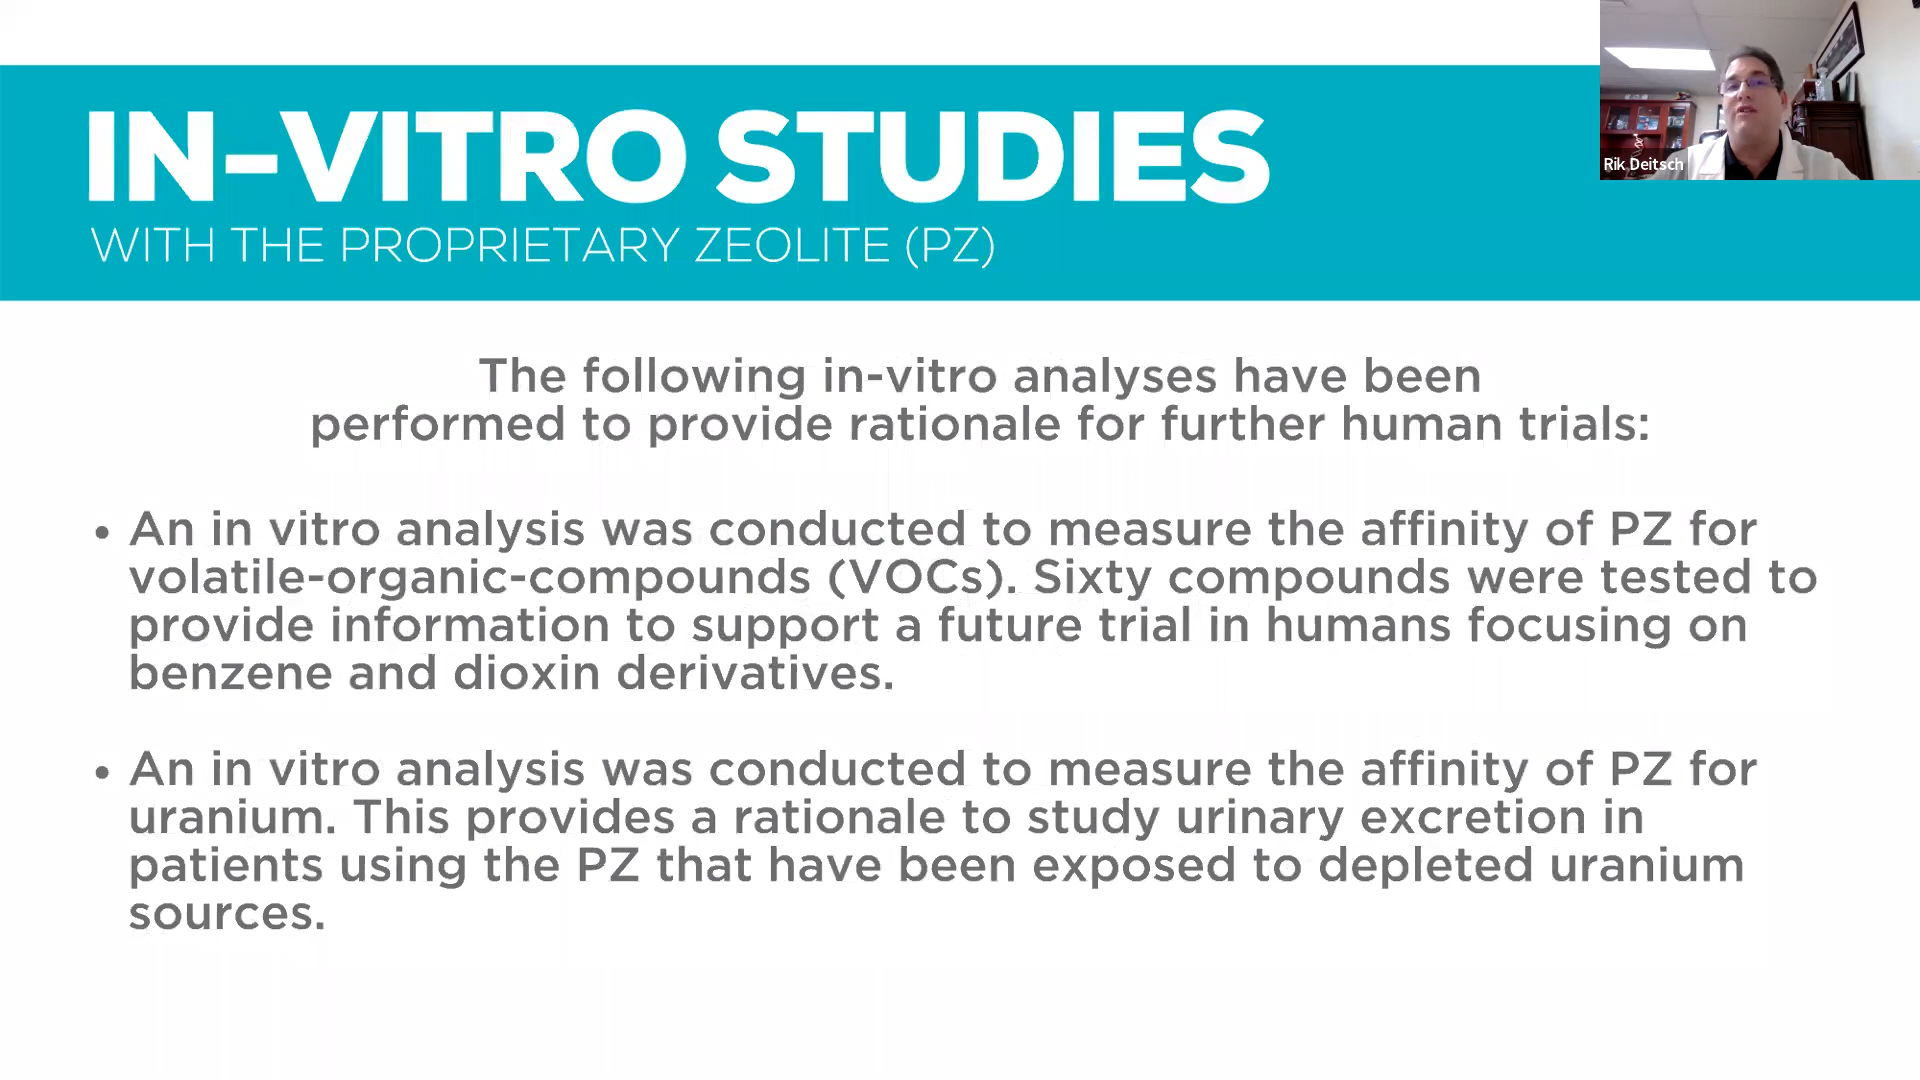 IN-VITRO STUDIES
WITH THE PROPRIETARY ZEOLITE (PZ)
Rik Deitsch
The following in-vitro analyses have been
performed to provide rationale for further human trials:
• An in vitro analysis was conducted to measure the affinity of PZ for
volatile-organic-compounds (VOCs). Sixty compounds were tested to
provide information to support a future trial in humans focusing on
benzene and dioxin derivatives.
• An in vitro analysis was conducted to measure the affinity of PZ for
uranium. This provides a rationale to study urinary excretion in
patients using the PZ that have been exposed to depleted uranium
sources.